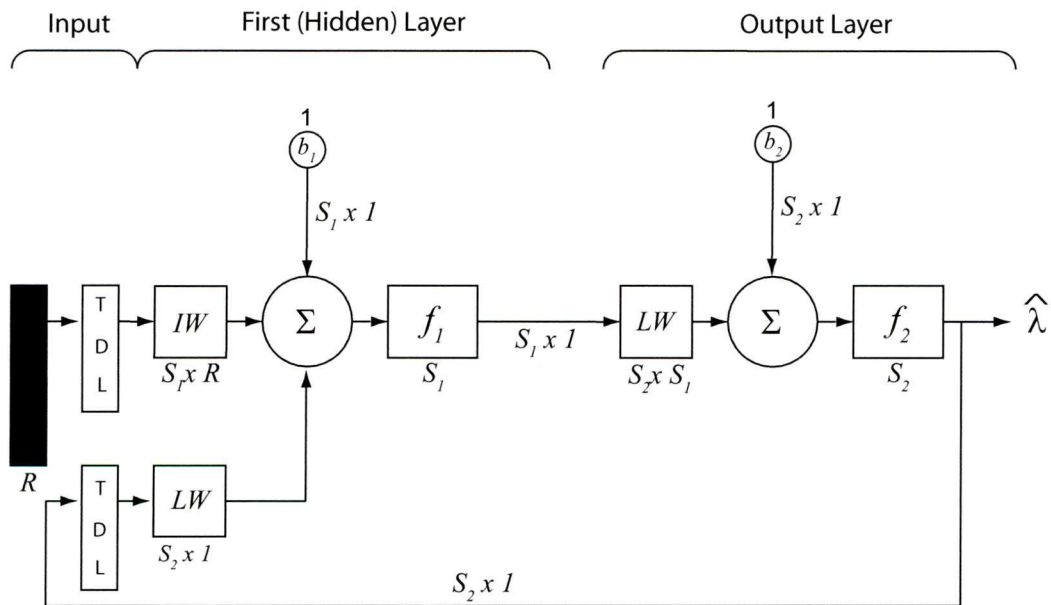 Input First (Hidden) Layer Output Layer
1 1
b₁ b₂
S₁ x 1 S₂ x 1
T D L IW Σ f₁ S₁ x 1 LW Σ f₂ λ̂
S₁ x R S₁ S₂ x S₁ S₂
R
T D L LW
S₂ x 1
S₂ x 1